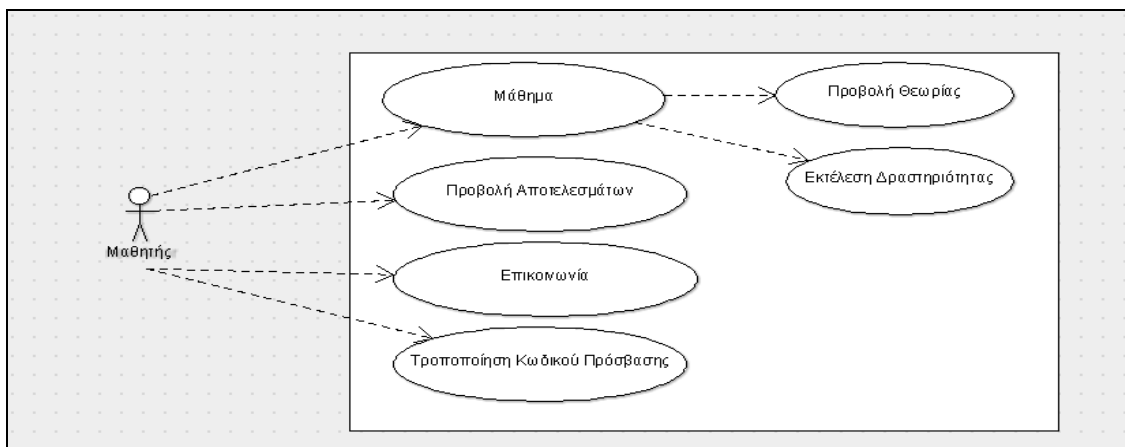 Μάθημα
Προβολή Θεωρίας
Εκτέλεση Δραστηριότητας
Προβολή Αποτελεσμάτων
Μαθητής
Επικοινωνία
Τροποποίηση Κωδικού Πρόσβασης